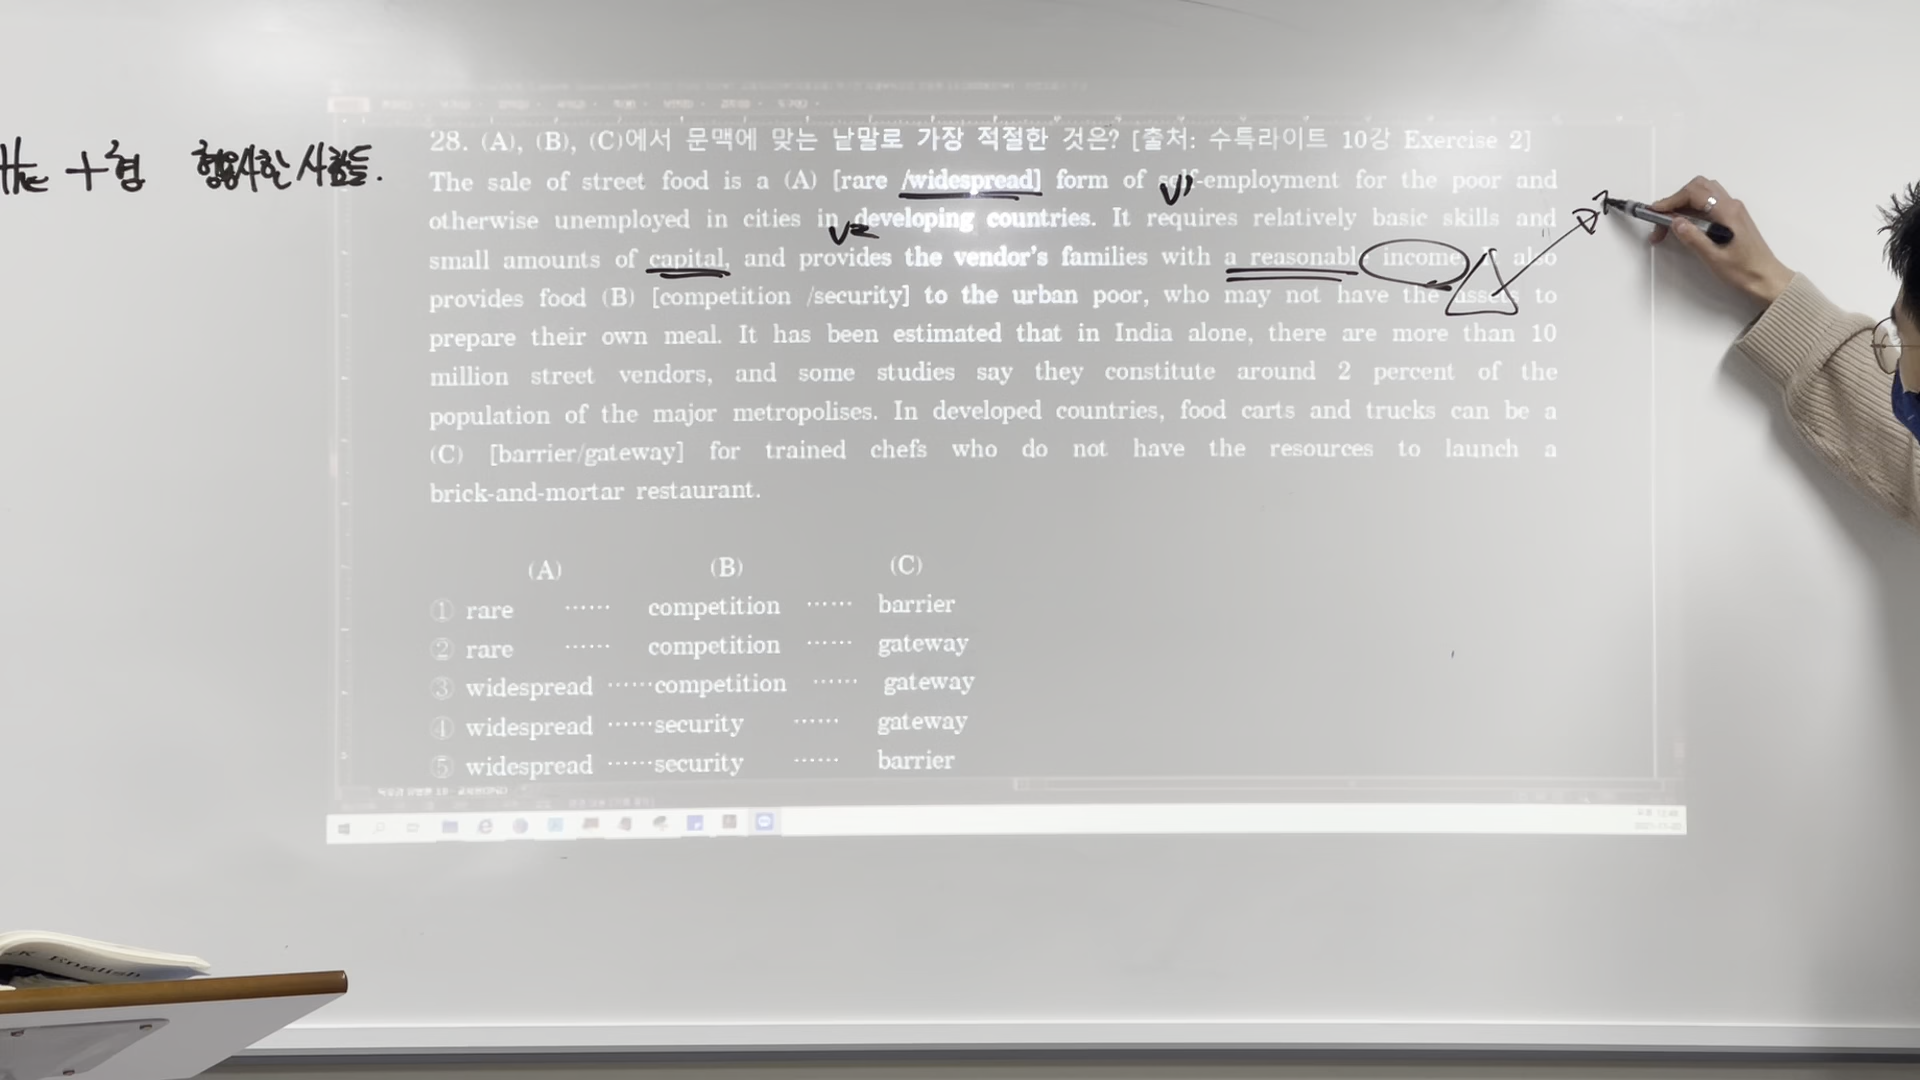 28. (A), (B), (C)에서 문맥에 맞는 낱말로 가장 적절한 것은? [출처: 수특라이트 10강 Exercise 2]
the + 형 형용사한 사람들.
The sale of street food is a (A) [rare /widespread] form of self-employment for the poor and
V1
otherwise unemployed in cities in developing countries. It requires relatively basic skills and
V2
small amounts of capital, and provides the vendor's families with a reasonable income. It also
provides food (B) [competition /security] to the urban poor, who may not have the assets to
prepare their own meal. It has been estimated that in India alone, there are more than 10
million street vendors, and some studies say they constitute around 2 percent of the
population of the major metropolises. In developed countries, food carts and trucks can be a
(C) [barrier/gateway] for trained chefs who do not have the resources to launch a
brick-and-mortar restaurant.
(A) (B) (C)
① rare ······ competition ······ barrier
② rare ······ competition ······ gateway
③ widespread ······competition ······ gateway
④ widespread ······security ······ gateway
⑤ widespread ······security ······ barrier
K English